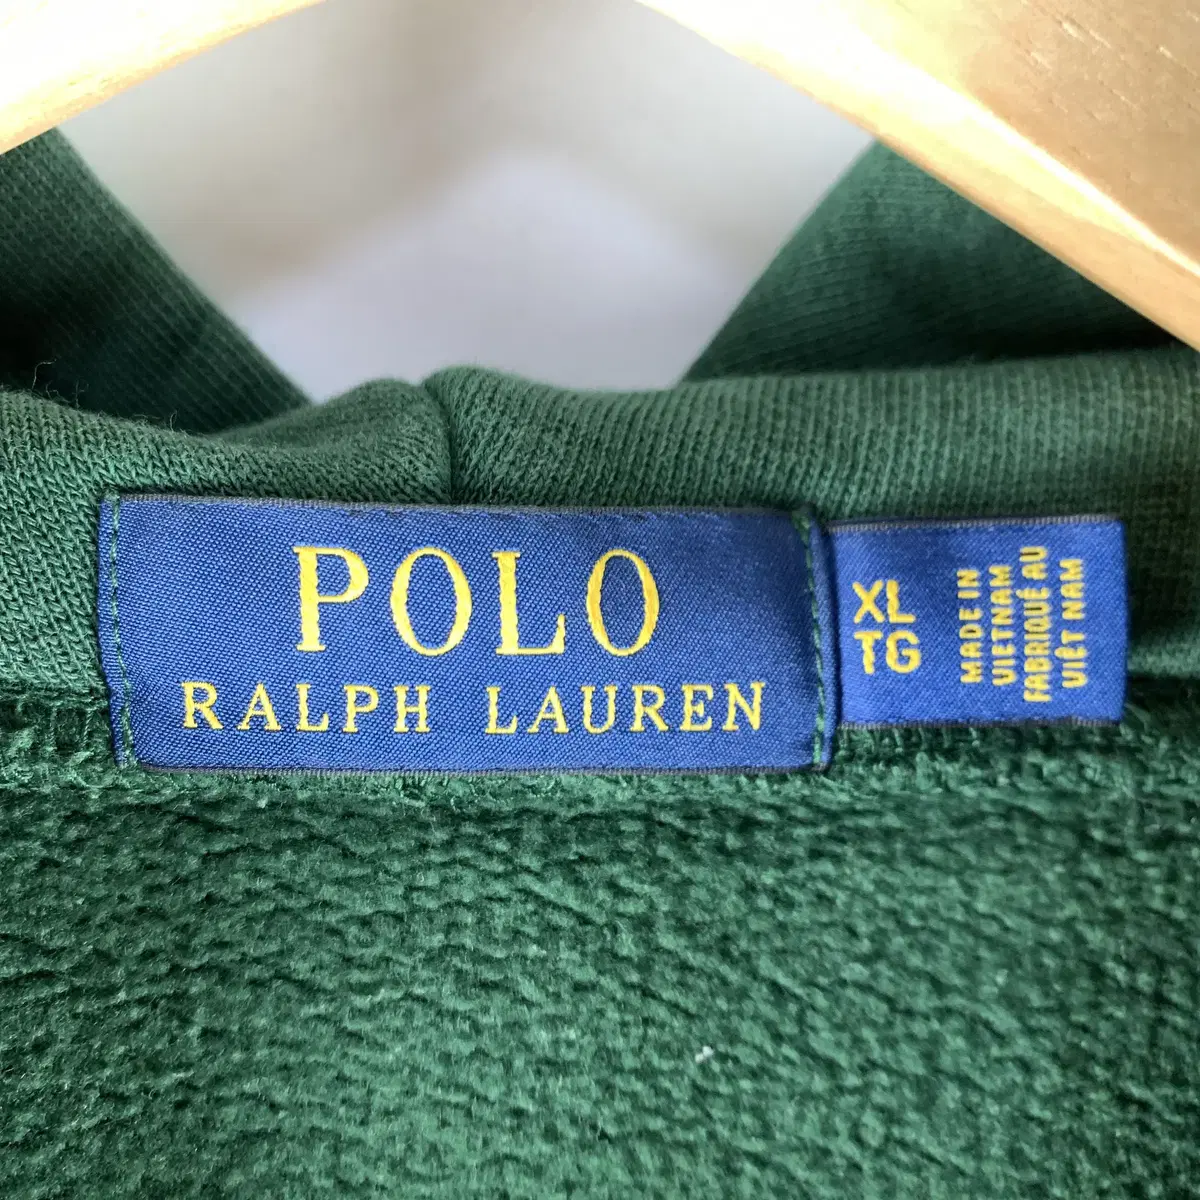 POLO
RALPH LAUREN
XL
TG
MADE IN
VIETNAM
FABRIQUÉ AU
VIÊT NAM